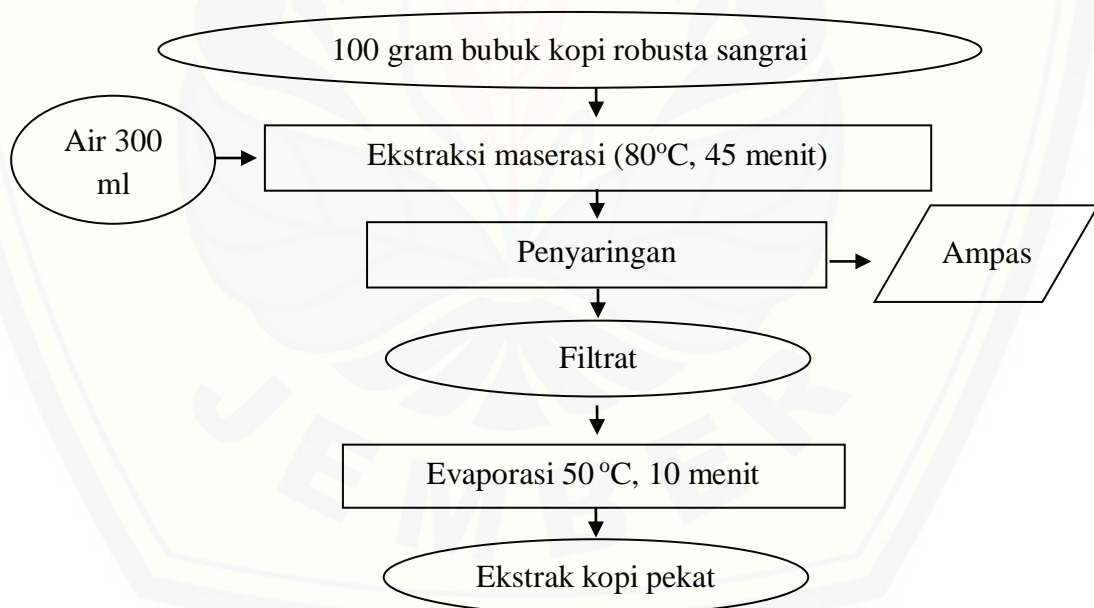 100 gram bubuk kopi robusta sangrai
Air 300
ml
Ekstraksi maserasi (80°C, 45 menit)
Penyaringan
Ampas
Filtrat
Evaporasi 50 °C, 10 menit
Ekstrak kopi pekat
JEMBER